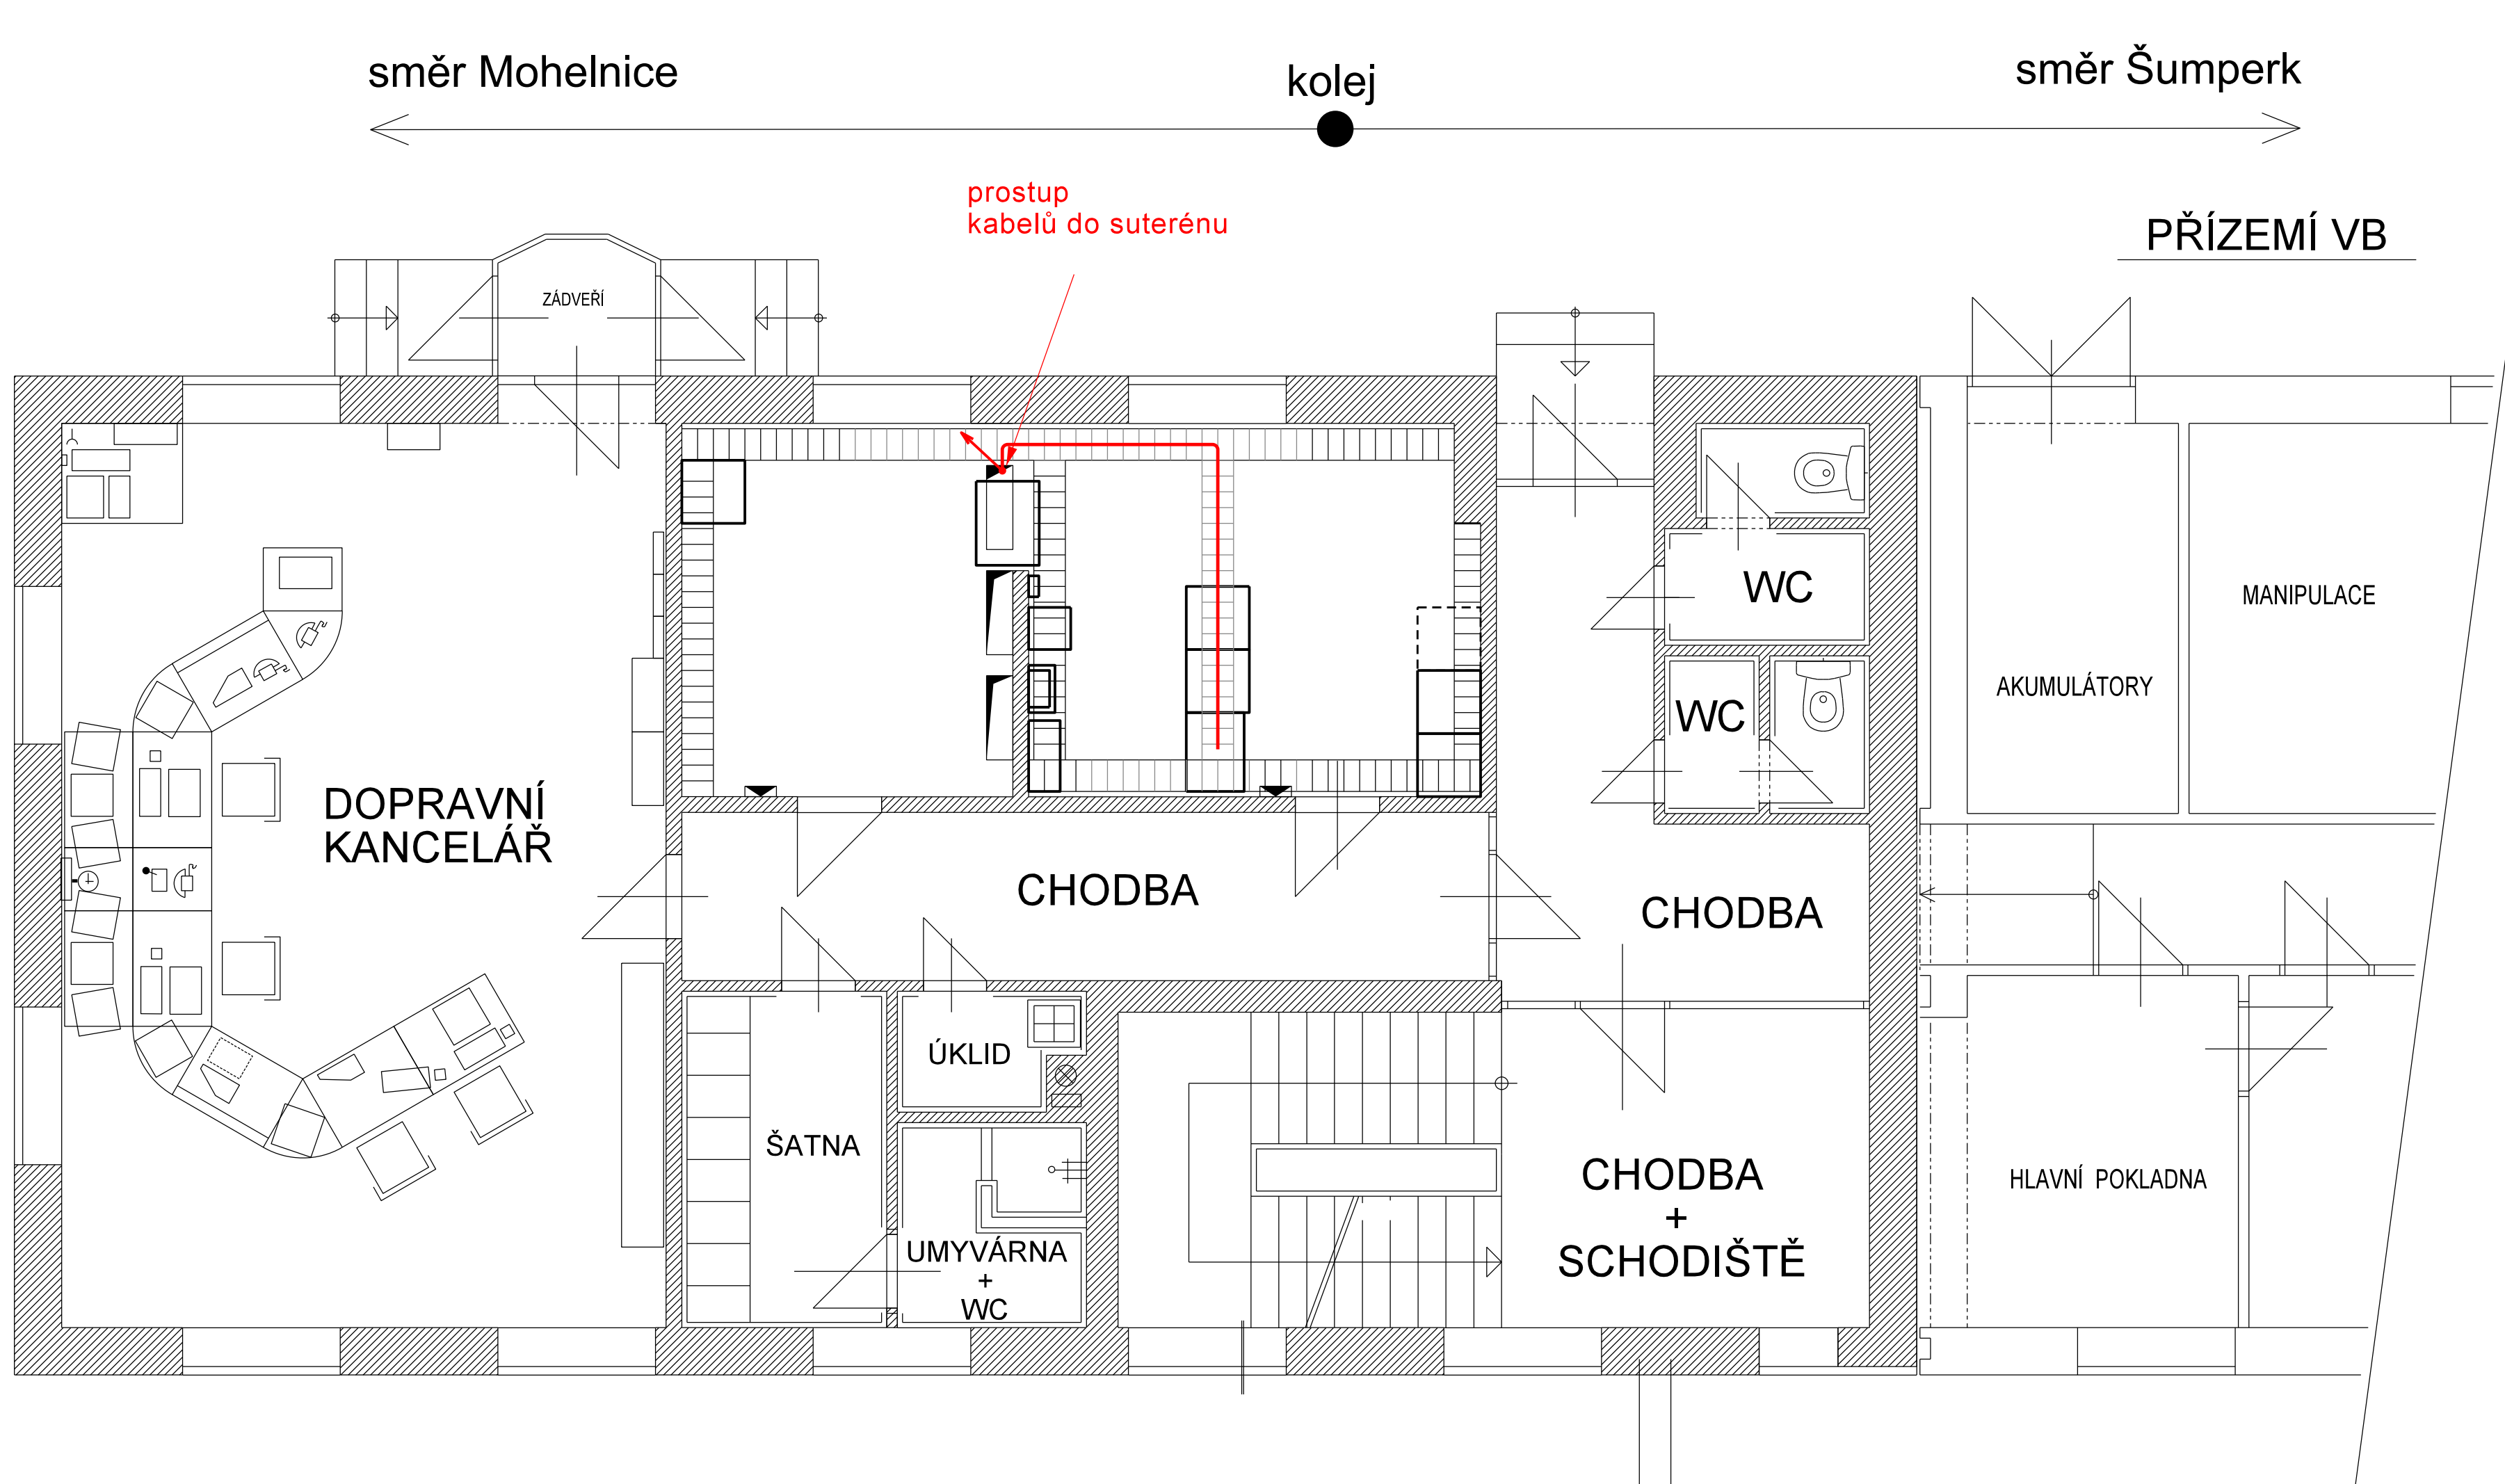 směr Mohelnice
kolej
směr Šumperk
prostup
kabelů do suterénu
PŘÍZEMÍ VB
ZÁDVEŘÍ
WC
MANIPULACE
AKUMULÁTORY
WC
DOPRAVNÍ
KANCELÁŘ
CHODBA
CHODBA
ÚKLID
ŠATNA
CHODBA
+
SCHODIŠTĚ
HLAVNÍ POKLADNA
UMYVÁRNA
+
WC